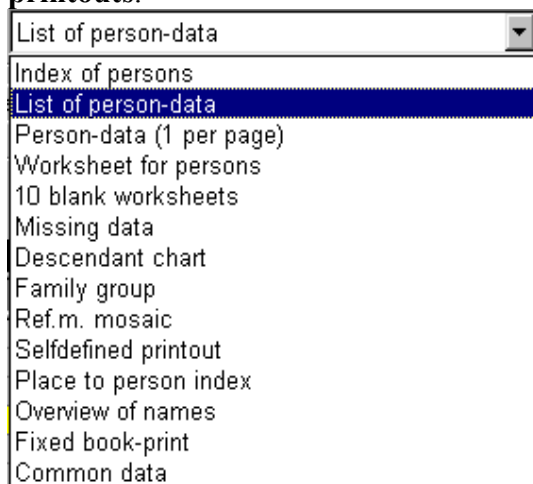 printouts.
List of person-data
Index of persons
List of person-data
Person-data (1 per page)
Worksheet for persons
10 blank worksheets
Missing data
Descendant chart
Family group
Ref.m. mosaic
Selfdefined printout
Place to person index
Overview of names
Fixed book-print
Common data